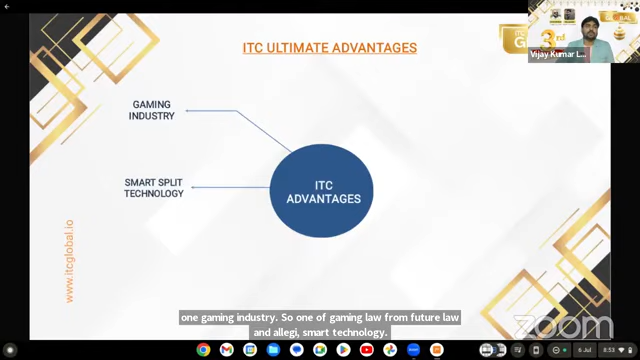 ITC ULTIMATE ADVANTAGES
GLOBAL
3rd
Vijay Kumar L...
GAMING
INDUSTRY
SMART SPLIT
TECHNOLOGY
ITC
ADVANTAGES
www.itcglobal.io
one gaming industry. So one of gaming law from future law
and allegi, smart technology.
zoom
6 Jul
8:53